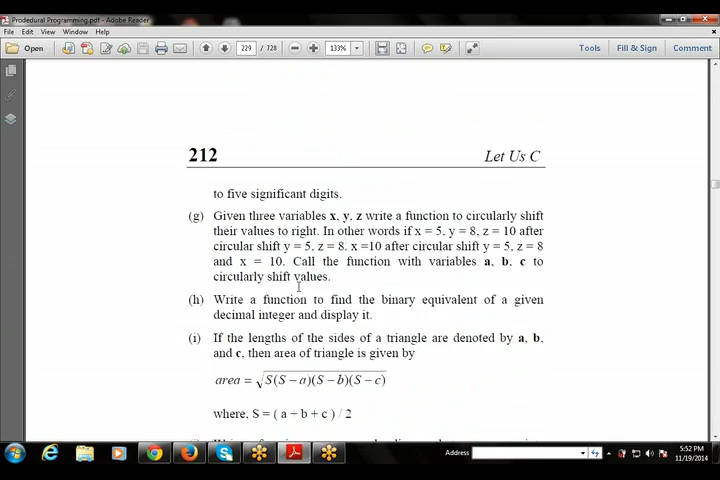 Prodedural Programming.pdf - Adobe Reader
File Edit View Window Help
Open 229 / 728 133% Tools Fill & Sign Comment
212 Let Us C
to five significant digits.
(g) Given three variables x, y, z write a function to circularly shift
their values to right. In other words if x = 5, y = 8, z = 10 after
circular shift y = 5, z = 8, x =10 after circular shift y = 5, z = 8
and x = 10. Call the function with variables a, b, c to
circularly shift values.
(h) Write a function to find the binary equivalent of a given
decimal integer and display it.
(i) If the lengths of the sides of a triangle are denoted by a, b,
and c, then area of triangle is given by
area = √S(S − a)(S − b)(S − c)
where, S = ( a + b + c ) / 2
Address
5:52 PM
11/19/2014